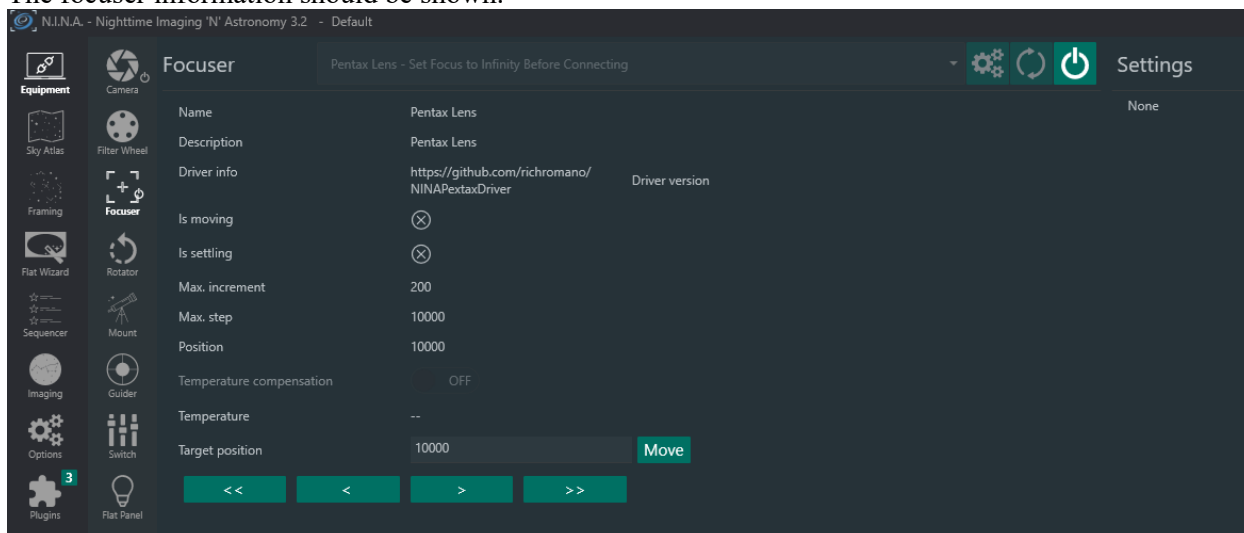 The focuser information should be shown.
N.I.N.A. - Nighttime Imaging 'N' Astronomy 3.2 - Default
Equipment
Sky Atlas
Framing
Flat Wizard
Sequencer
Imaging
Options
3
Plugins
Camera
Filter Wheel
Focuser
Rotator
Mount
Guider
Switch
Flat Panel
Focuser
Pentax Lens - Set Focus to Infinity Before Connecting
Name Pentax Lens
Description Pentax Lens
Driver info https://github.com/richromano/
NINAPextaxDriver
Driver version
Is moving
Is settling
Max. increment 200
Max. step 10000
Position 10000
Temperature compensation OFF
Temperature --
Target position 10000 Move
<< < > >>
Settings
None